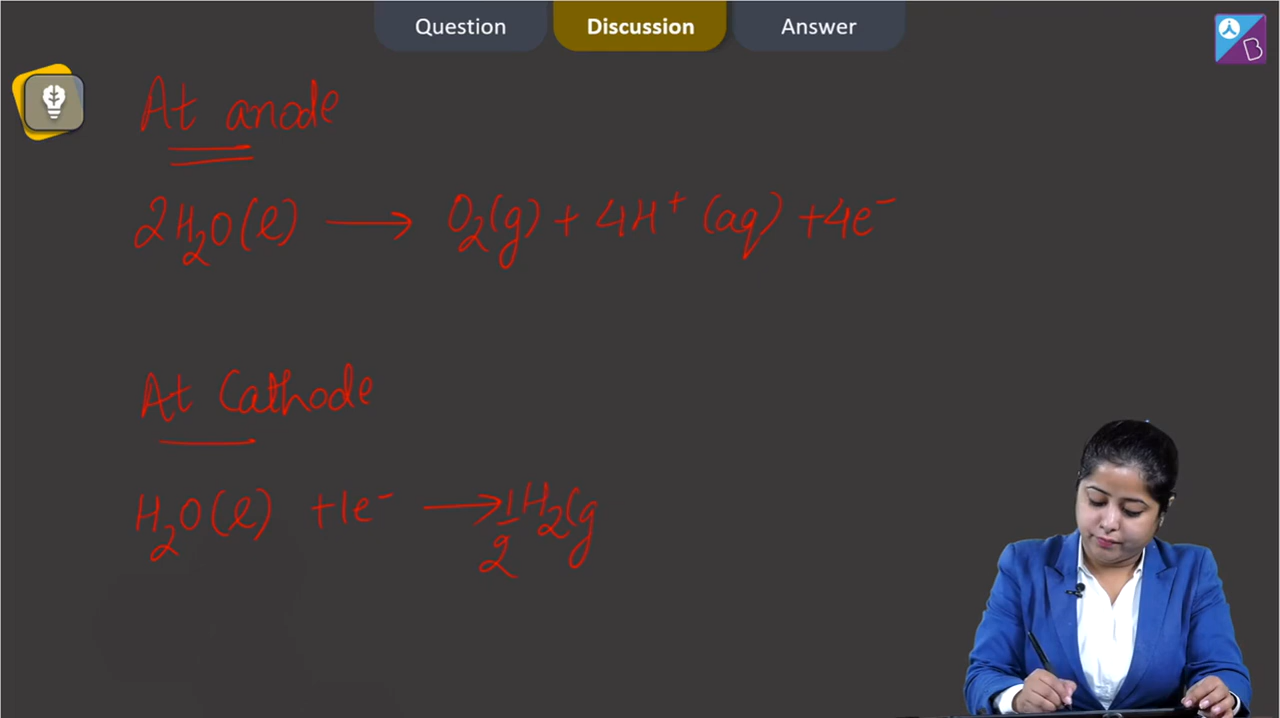 Question Discussion Answer
At anode
2H₂O(l) ⟶ O₂(g) + 4H⁺ (aq) + 4e⁻
At Cathode
H₂O(l) + 1e⁻ ⟶ 1/2 H₂(g
B